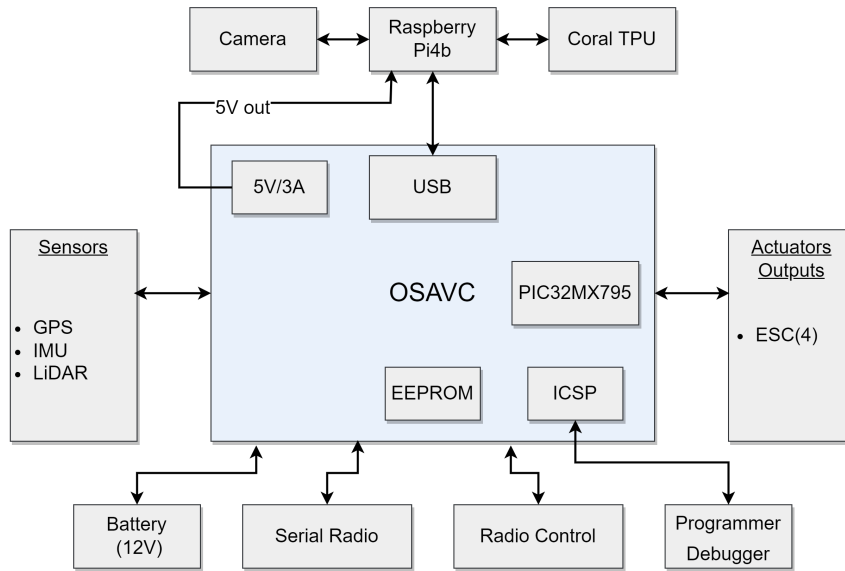 Camera
Raspberry
Pi4b
Coral TPU
5V out
5V/3A
USB
Sensors
• GPS
• IMU
• LiDAR
OSAVC
PIC32MX795
Actuators
Outputs
• ESC(4)
EEPROM
ICSP
Battery
(12V)
Serial Radio
Radio Control
Programmer
Debugger